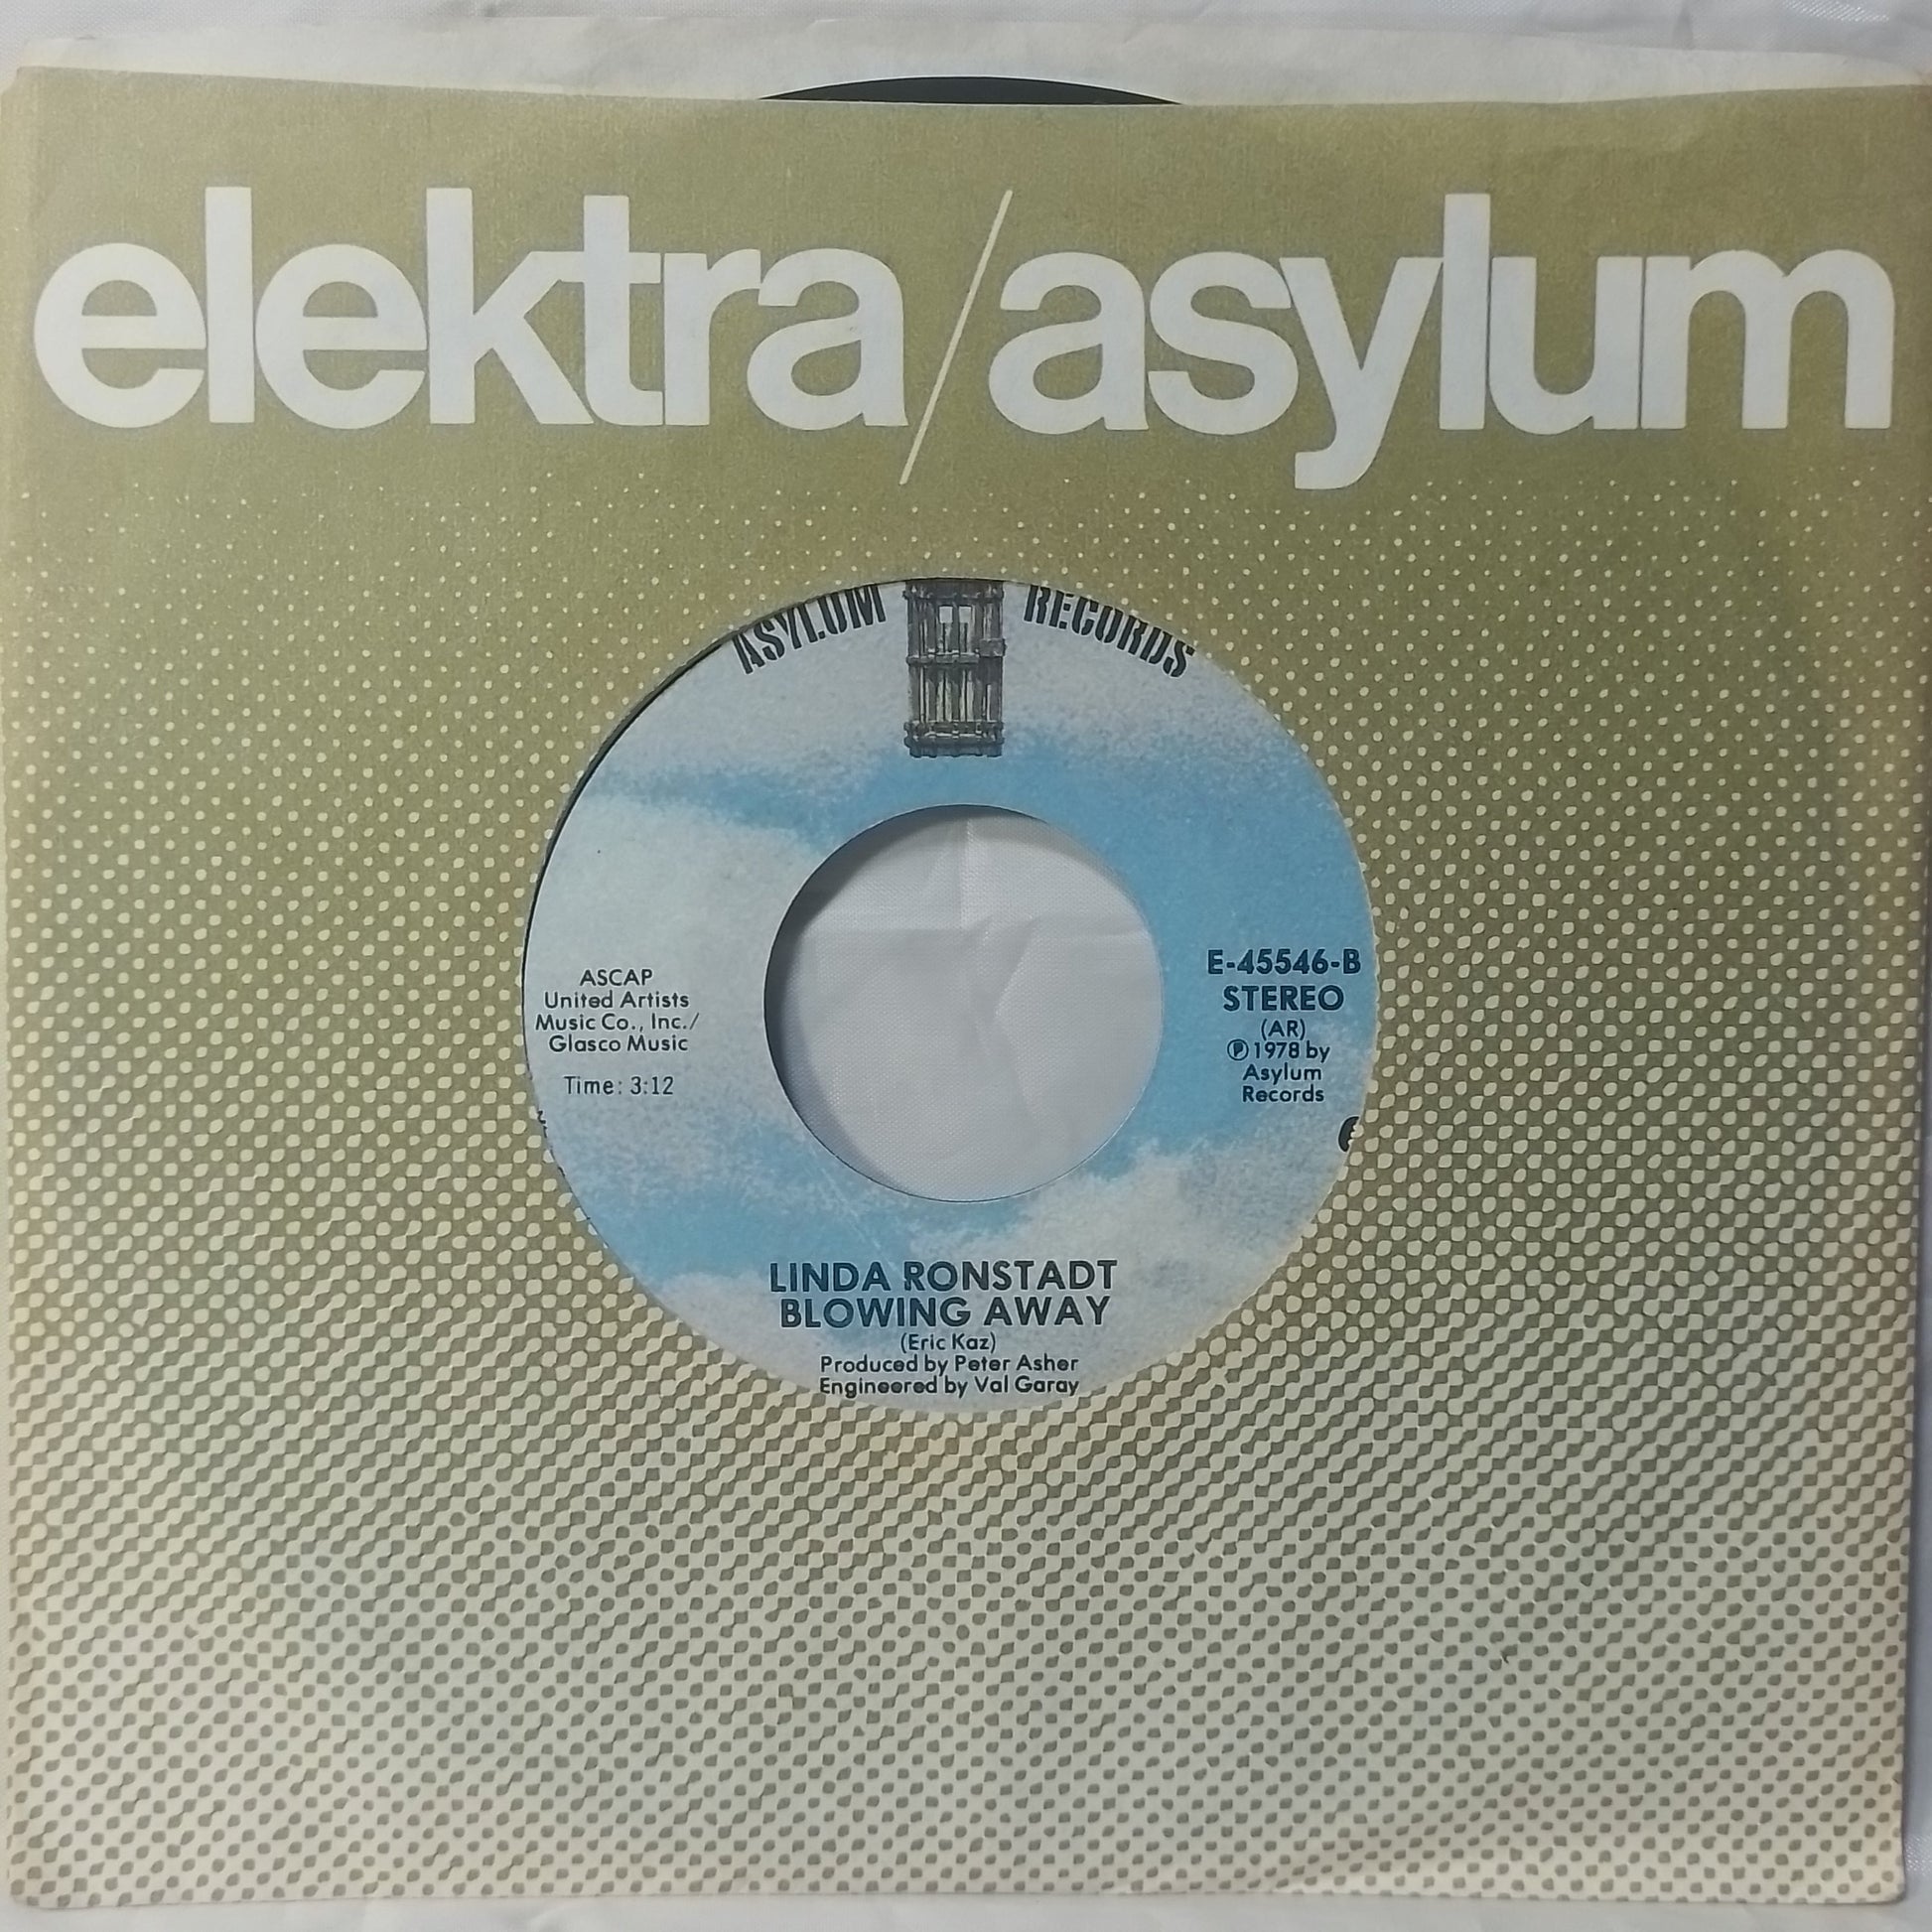 elektra/asylum
ASYLUM RECORDS
ASCAP
United Artists
Music Co., Inc./
Glasco Music
Time: 3:12
E-45546-B
STEREO
(AR)
Ⓟ1978 by
Asylum
Records
LINDA RONSTADT
BLOWING AWAY
(Eric Kaz)
Produced by Peter Asher
Engineered by Val Garay